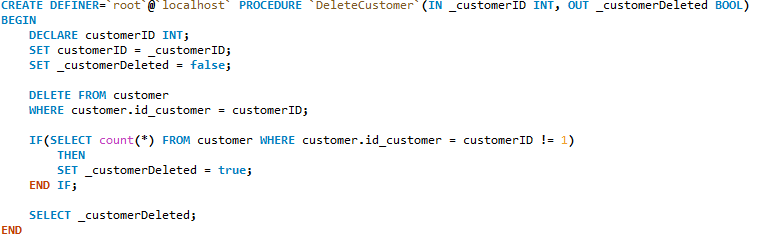 CREATE DEFINER=`root`@`localhost` PROCEDURE `DeleteCustomer`(IN _customerID INT, OUT _customerDeleted BOOL)
BEGIN
    DECLARE customerID INT;
    SET customerID = _customerID;
    SET _customerDeleted = false;

    DELETE FROM customer
    WHERE customer.id_customer = customerID;

    IF(SELECT count(*) FROM customer WHERE customer.id_customer = customerID != 1)
        THEN
        SET _customerDeleted = true;
    END IF;

    SELECT _customerDeleted;
END